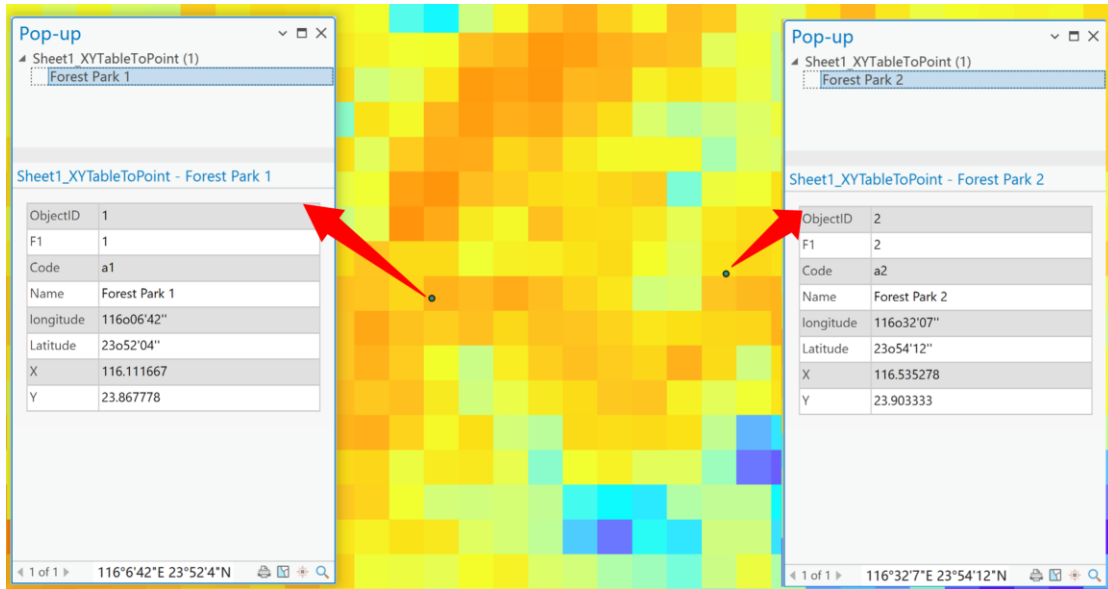 Pop-up
Sheet1_XYTableToPoint (1)
Forest Park 1
Sheet1_XYTableToPoint - Forest Park 1
ObjectID 1
F1 1
Code a1
Name Forest Park 1
longitude 116o06'42''
Latitude 23o52'04''
X 116.111667
Y 23.867778
1 of 1 116°6'42"E 23°52'4"N
Pop-up
Sheet1_XYTableToPoint (1)
Forest Park 2
Sheet1_XYTableToPoint - Forest Park 2
ObjectID 2
F1 2
Code a2
Name Forest Park 2
longitude 116o32'07''
Latitude 23o54'12''
X 116.535278
Y 23.903333
1 of 1 116°32'7"E 23°54'12"N